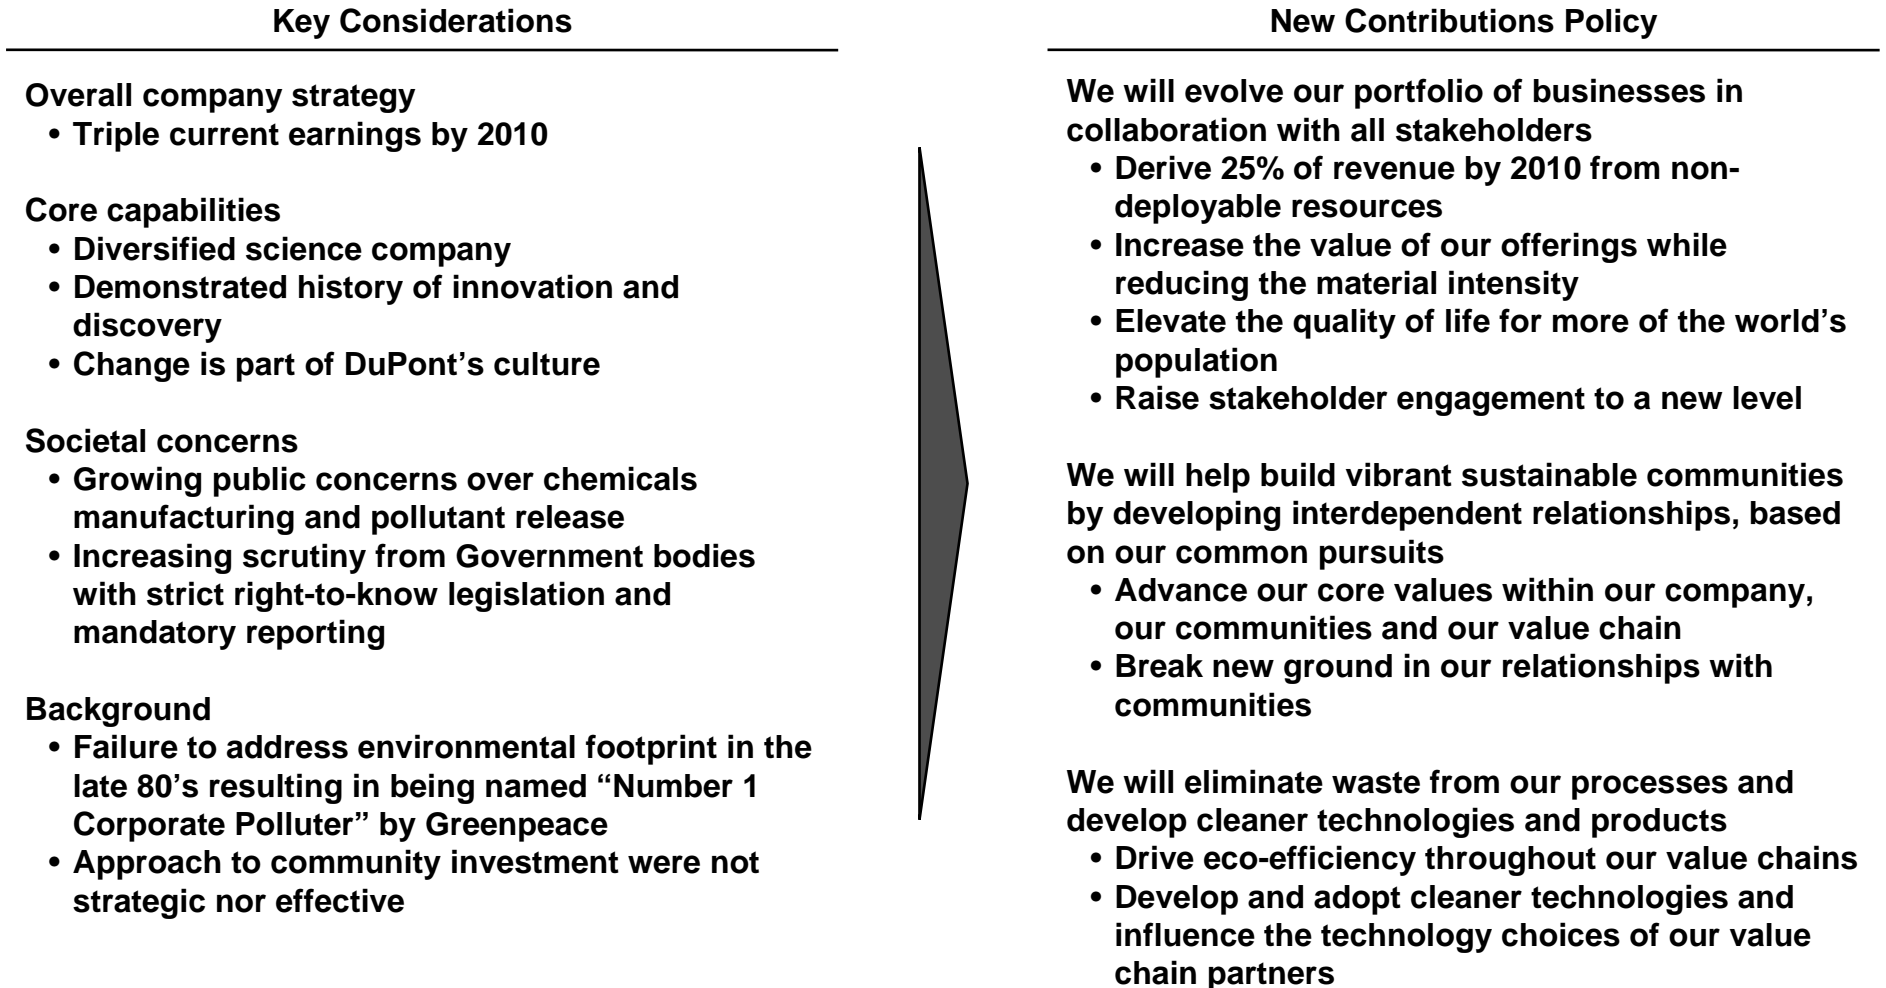 Key Considerations
Overall company strategy
• Triple current earnings by 2010
Core capabilities
• Diversified science company
• Demonstrated history of innovation and
discovery
• Change is part of DuPont’s culture
Societal concerns
• Growing public concerns over chemicals
manufacturing and pollutant release
• Increasing scrutiny from Government bodies
with strict right-to-know legislation and
mandatory reporting
Background
• Failure to address environmental footprint in the
late 80’s resulting in being named “Number 1
Corporate Polluter” by Greenpeace
• Approach to community investment were not
strategic nor effective
New Contributions Policy
We will evolve our portfolio of businesses in
collaboration with all stakeholders
• Derive 25% of revenue by 2010 from non-
deployable resources
• Increase the value of our offerings while
reducing the material intensity
• Elevate the quality of life for more of the world’s
population
• Raise stakeholder engagement to a new level
We will help build vibrant sustainable communities
by developing interdependent relationships, based
on our common pursuits
• Advance our core values within our company,
our communities and our value chain
• Break new ground in our relationships with
communities
We will eliminate waste from our processes and
develop cleaner technologies and products
• Drive eco-efficiency throughout our value chains
• Develop and adopt cleaner technologies and
influence the technology choices of our value
chain partners